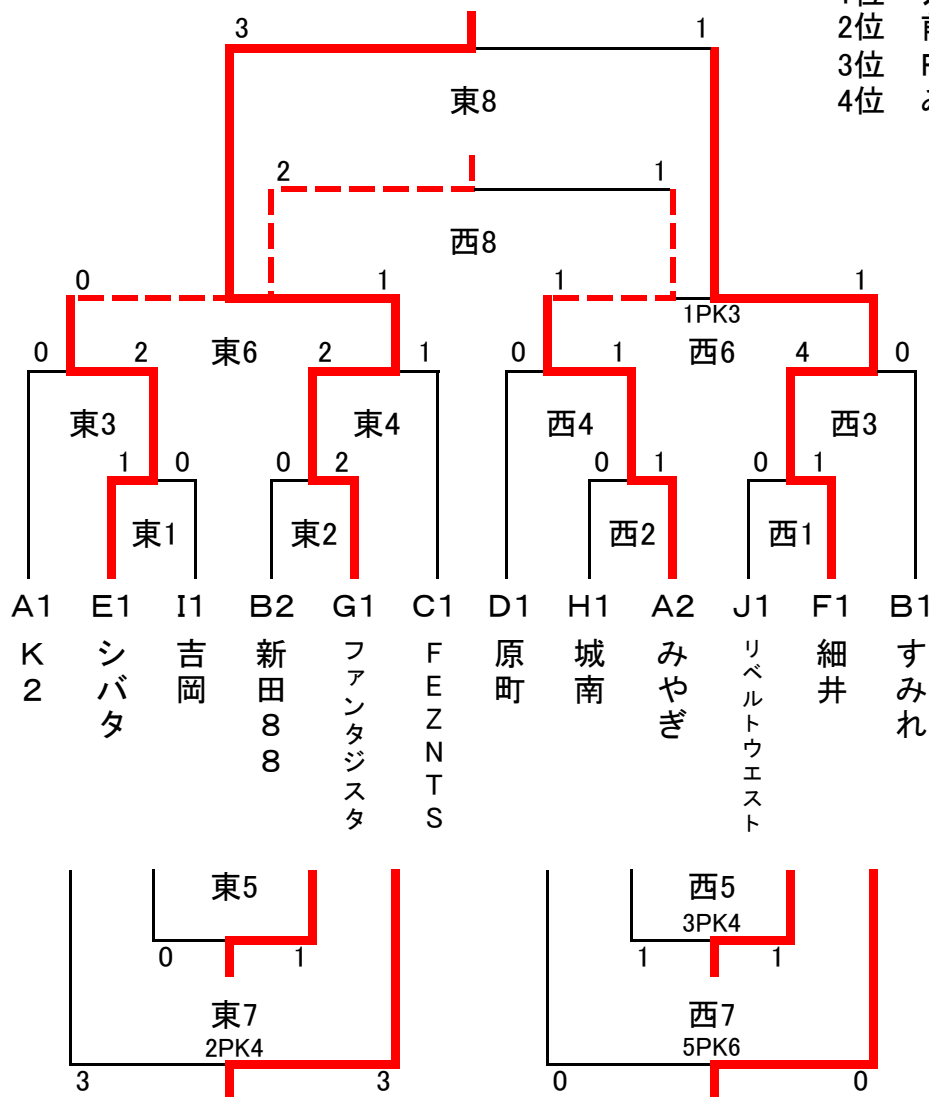 3 1
2位
3位
4位
東8
2 1
西8
0 1 1 1
1PK3
0 2 東6 2 1 0 1 西6 4 0
東3 東4 西4 西3
1 0 0 2 0 1 0 1
東1 東2 西2 西1
A1 E1 I1 B2 G1 C1 D1 H1 A2 J1 F1 B1
K2
シバタ
吉岡
新田88
ファンタジスタ
FEZNTS
原町
城南
みやぎ
リベルトウエスト
細井
すみれ
東5 西5
3PK4
0 1 1 1
東7 西7
2PK4 5PK6
3 3 0 0